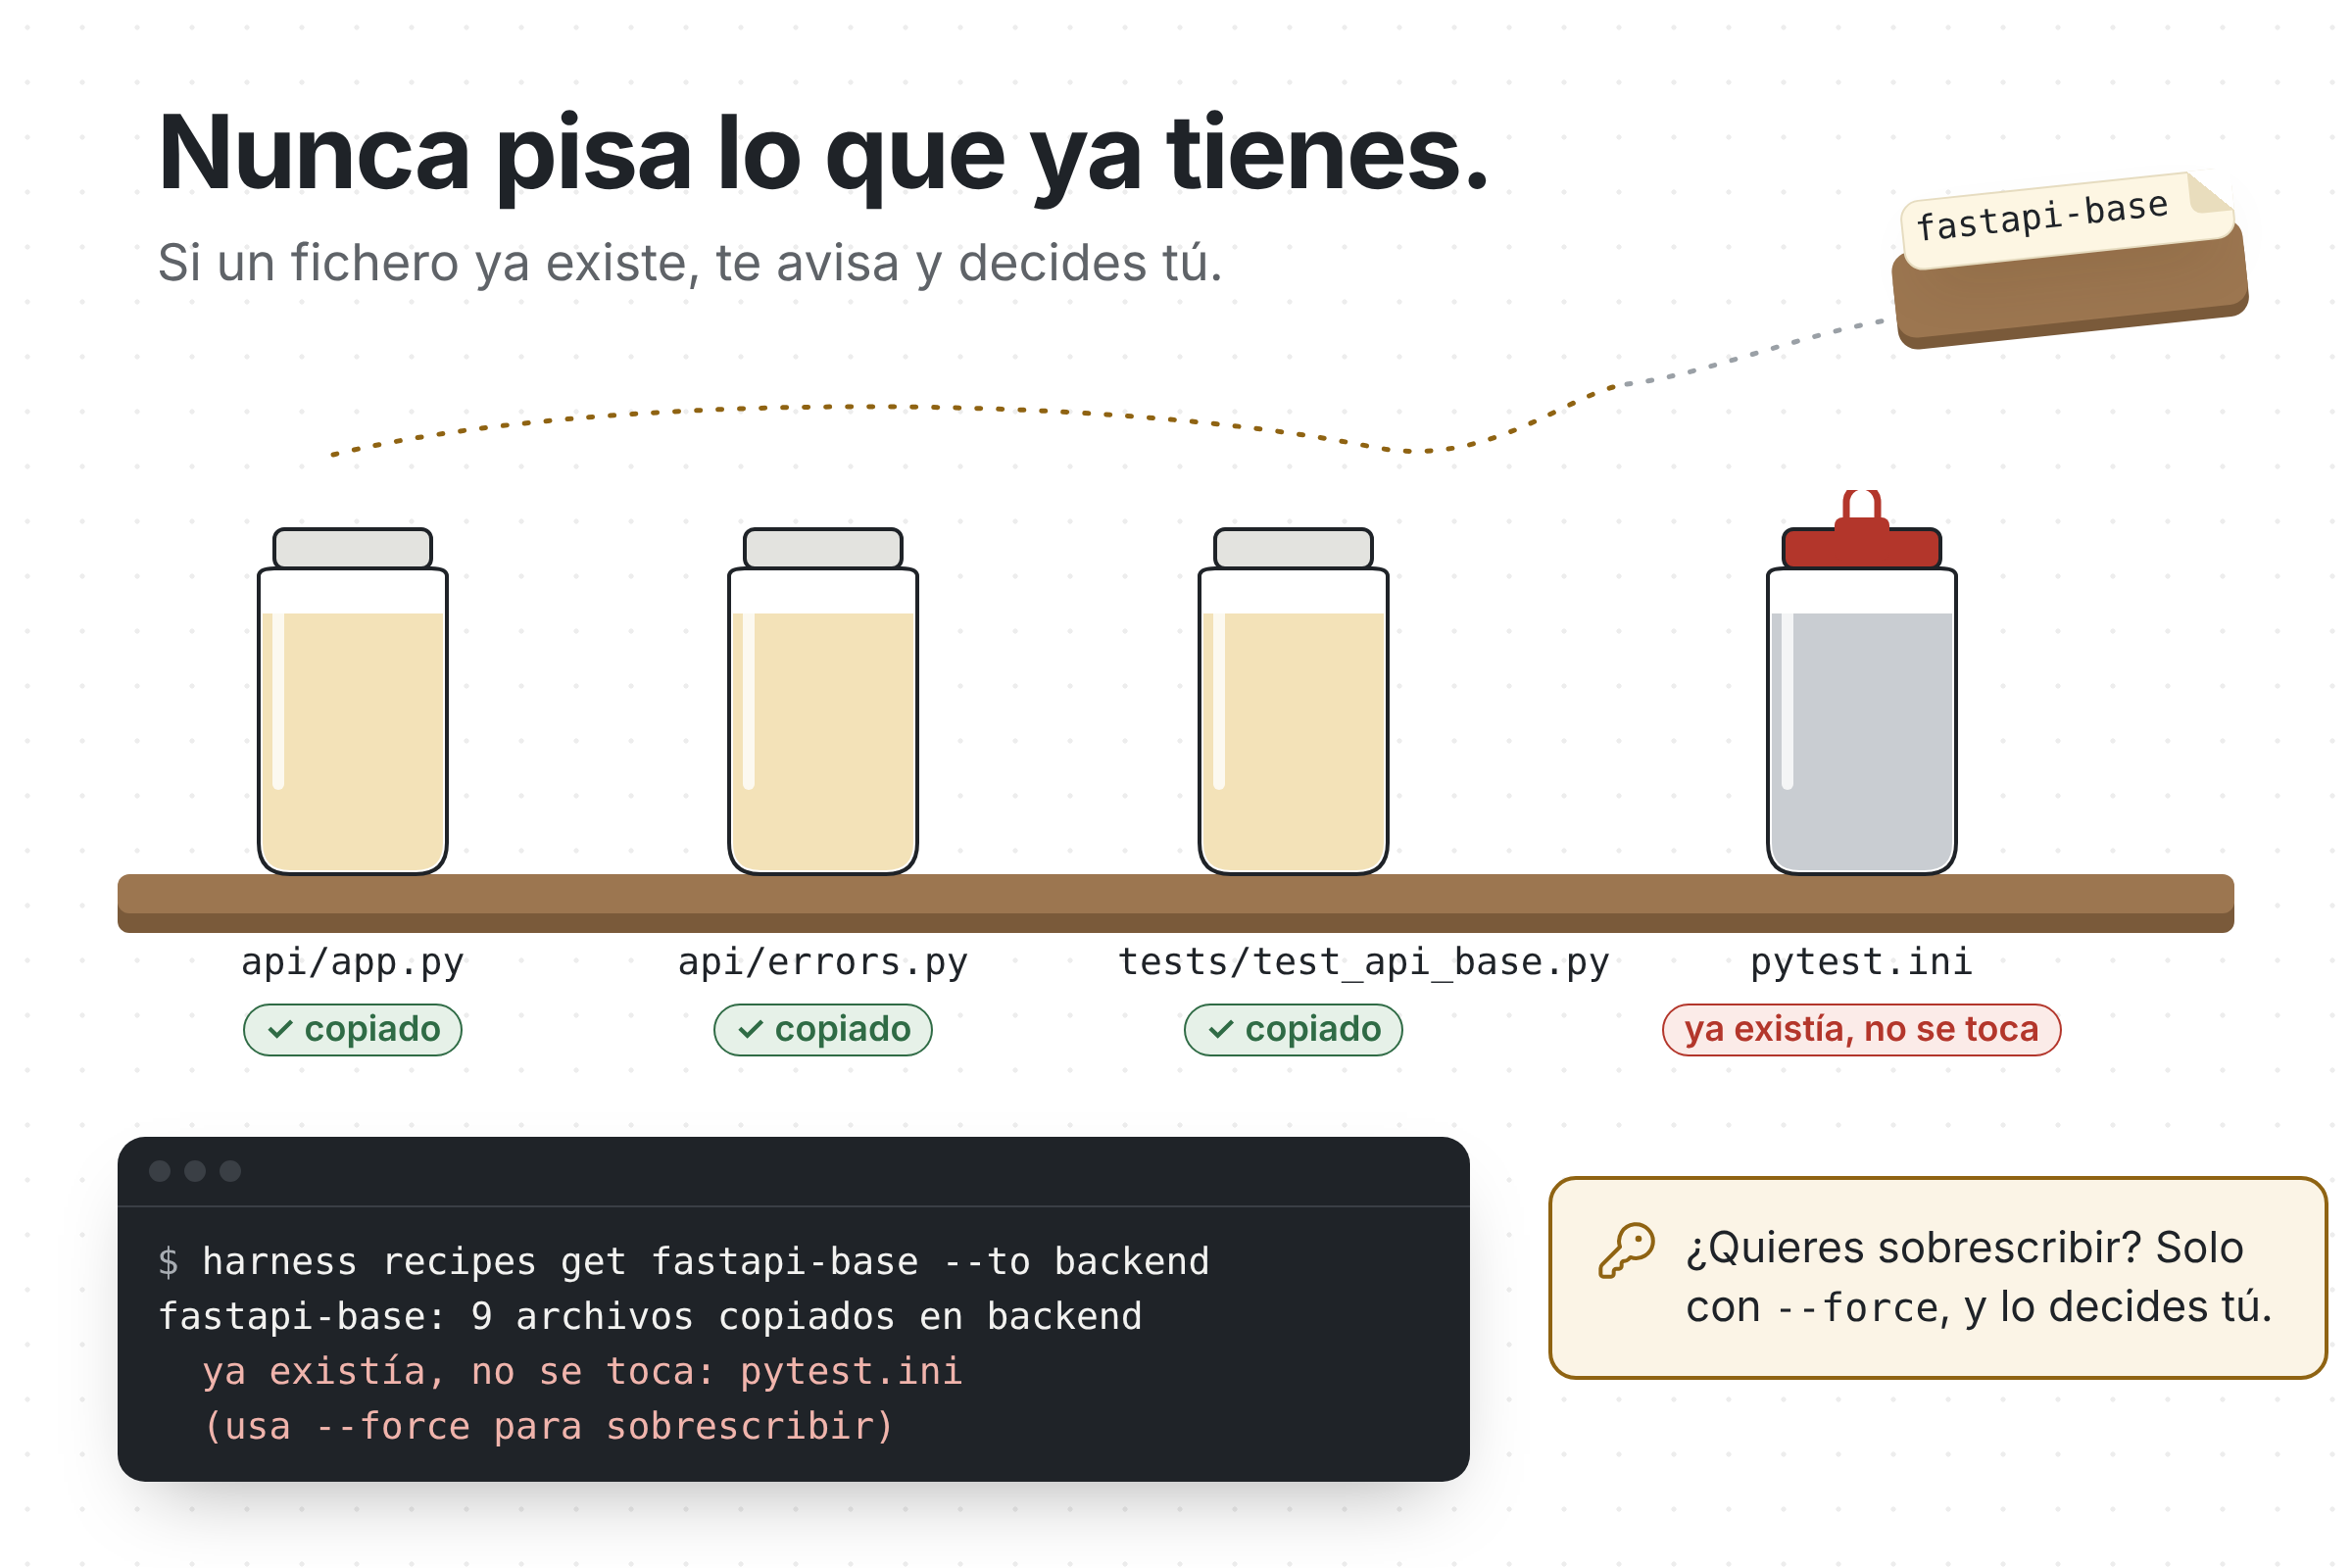 Nunca pisa lo que ya tienes.
Si un fichero ya existe, te avisa y decides tú.
fastapi-base
api/app.py
api/errors.py
tests/test_api_base.py
pytest.ini
copiado
copiado
copiado
ya existía, no se toca
$ harness recipes get fastapi-base --to backend
fastapi-base: 9 archivos copiados en backend
ya existía, no se toca: pytest.ini
(usa --force para sobrescribir)
¿Quieres sobrescribir? Solo
con --force, y lo decides tú.